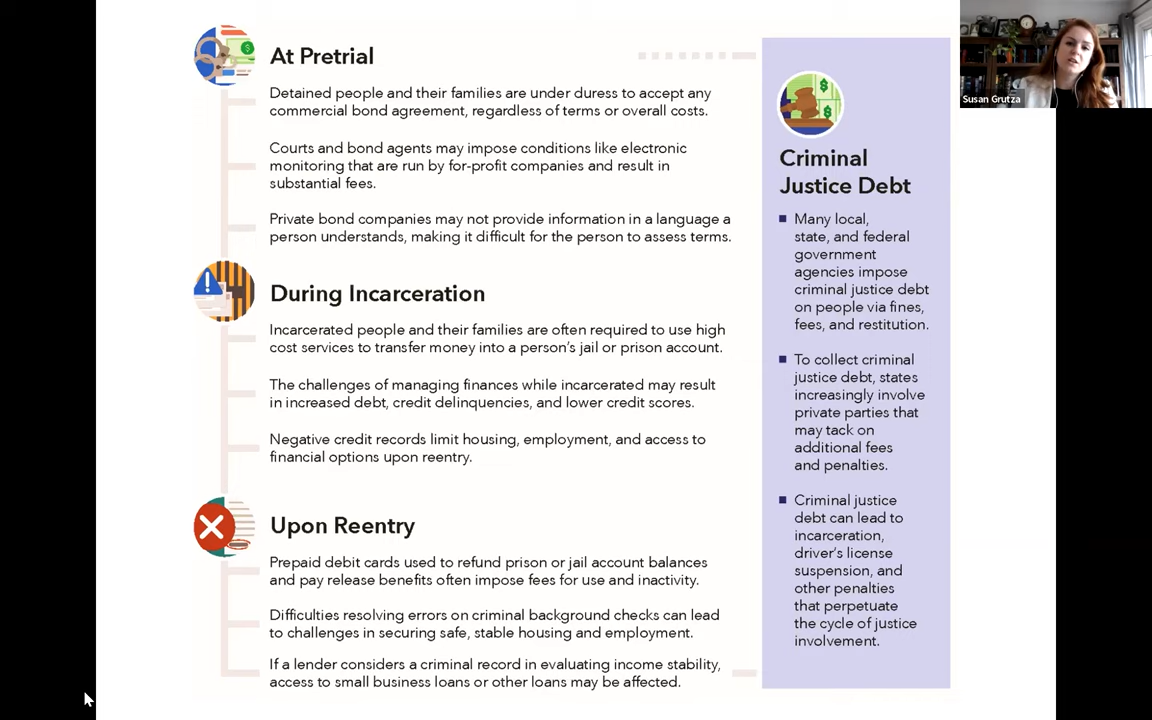 At Pretrial
Detained people and their families are under duress to accept any
commercial bond agreement, regardless of terms or overall costs.
Courts and bond agents may impose conditions like electronic
monitoring that are run by for-profit companies and result in
substantial fees.
Private bond companies may not provide information in a language a
person understands, making it difficult for the person to assess terms.
During Incarceration
Incarcerated people and their families are often required to use high
cost services to transfer money into a person's jail or prison account.
The challenges of managing finances while incarcerated may result
in increased debt, credit delinquencies, and lower credit scores.
Negative credit records limit housing, employment, and access to
financial options upon reentry.
Upon Reentry
Prepaid debit cards used to refund prison or jail account balances
and pay release benefits often impose fees for use and inactivity.
Difficulties resolving errors on criminal background checks can lead
to challenges in securing safe, stable housing and employment.
If a lender considers a criminal record in evaluating income stability,
access to small business loans or other loans may be affected.
Criminal
Justice Debt
Many local,
state, and federal
government
agencies impose
criminal justice debt
on people via fines,
fees, and restitution.
To collect criminal
justice debt, states
increasingly involve
private parties that
may tack on
additional fees
and penalties.
Criminal justice
debt can lead to
incarceration,
driver's license
suspension, and
other penalties
that perpetuate
the cycle of justice
involvement.
Susan Grutza